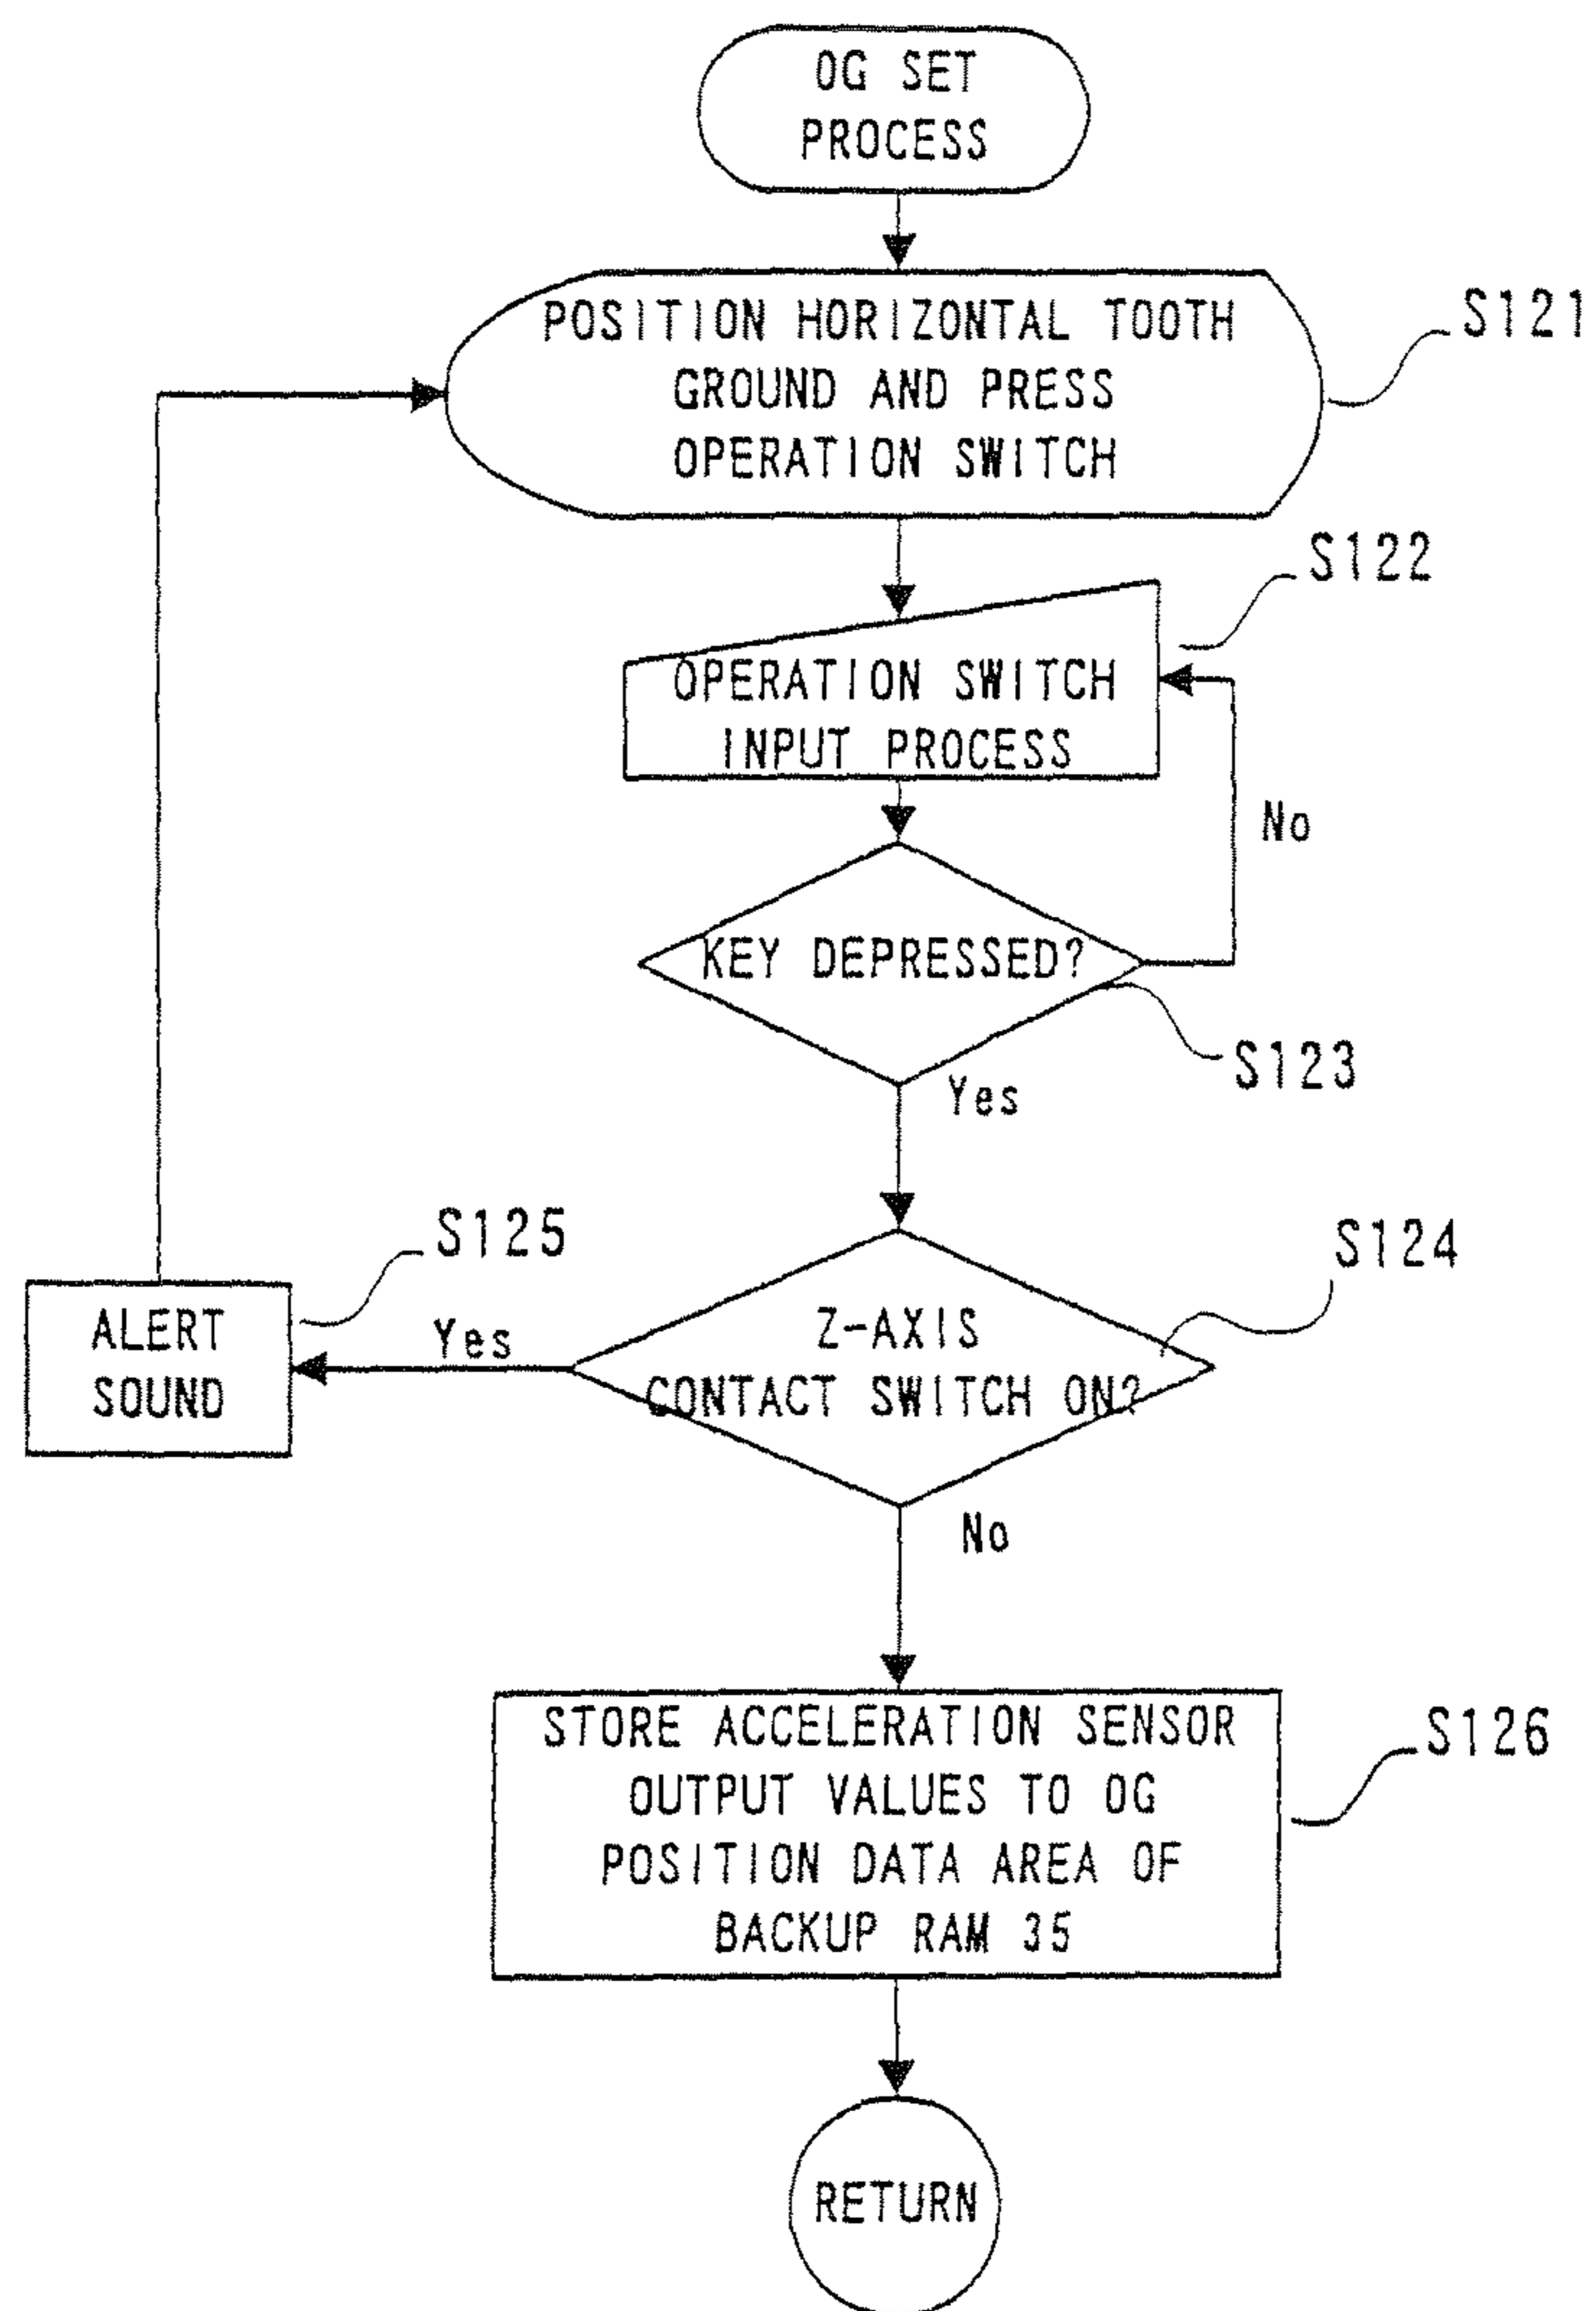 0G SET
PROCESS
POSITION HORIZONTAL TOOTH
GROUND AND PRESS
OPERATION SWITCH
S121
S122
OPERATION SWITCH
INPUT PROCESS
No
KEY DEPRESSED?
S123
Yes
S125
S124
ALERT
SOUND
Yes
Z-AXIS
CONTACT SWITCH ON?
No
STORE ACCELERATION SENSOR
OUTPUT VALUES TO 0G
POSITION DATA AREA OF
BACKUP RAM 35
S126
RETURN